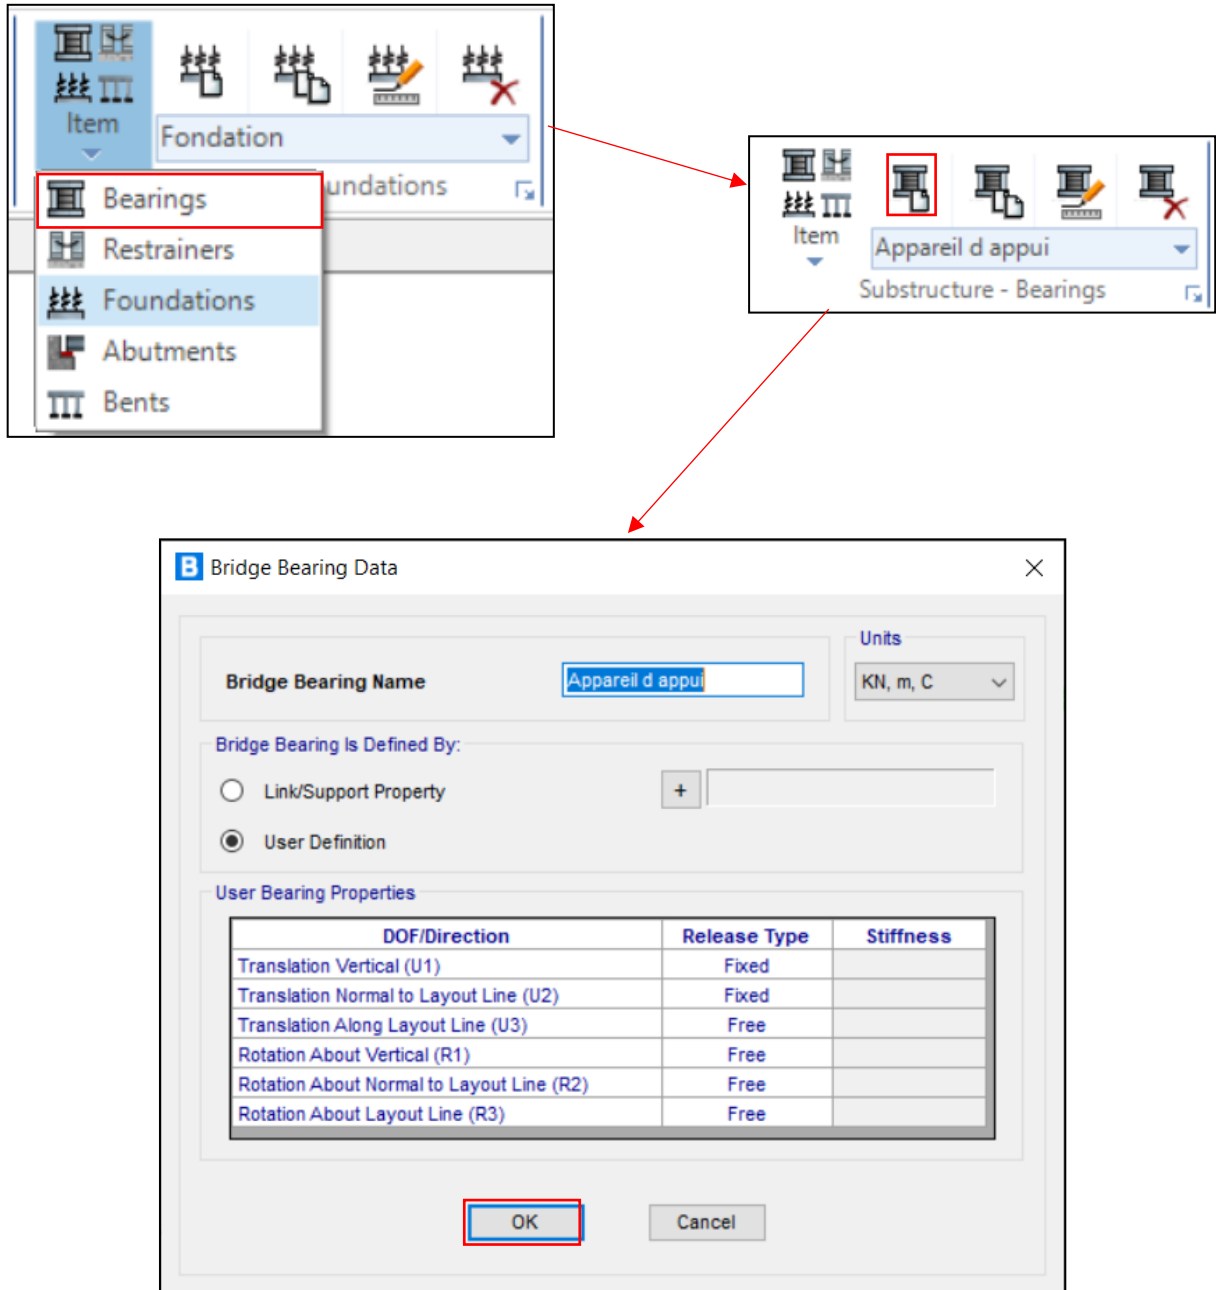 Item
Fondation
undations
Bearings
Restrainers
Foundations
Abutments
Bents
Item
Appareil d appui
Substructure - Bearings
B Bridge Bearing Data
Units
Bridge Bearing Name Appareil d appui KN, m, C
Bridge Bearing Is Defined By:
Link/Support Property +
User Definition
User Bearing Properties
DOF/Direction Release Type Stiffness
Translation Vertical (U1) Fixed
Translation Normal to Layout Line (U2) Fixed
Translation Along Layout Line (U3) Free
Rotation About Vertical (R1) Free
Rotation About Normal to Layout Line (R2) Free
Rotation About Layout Line (R3) Free
OK Cancel